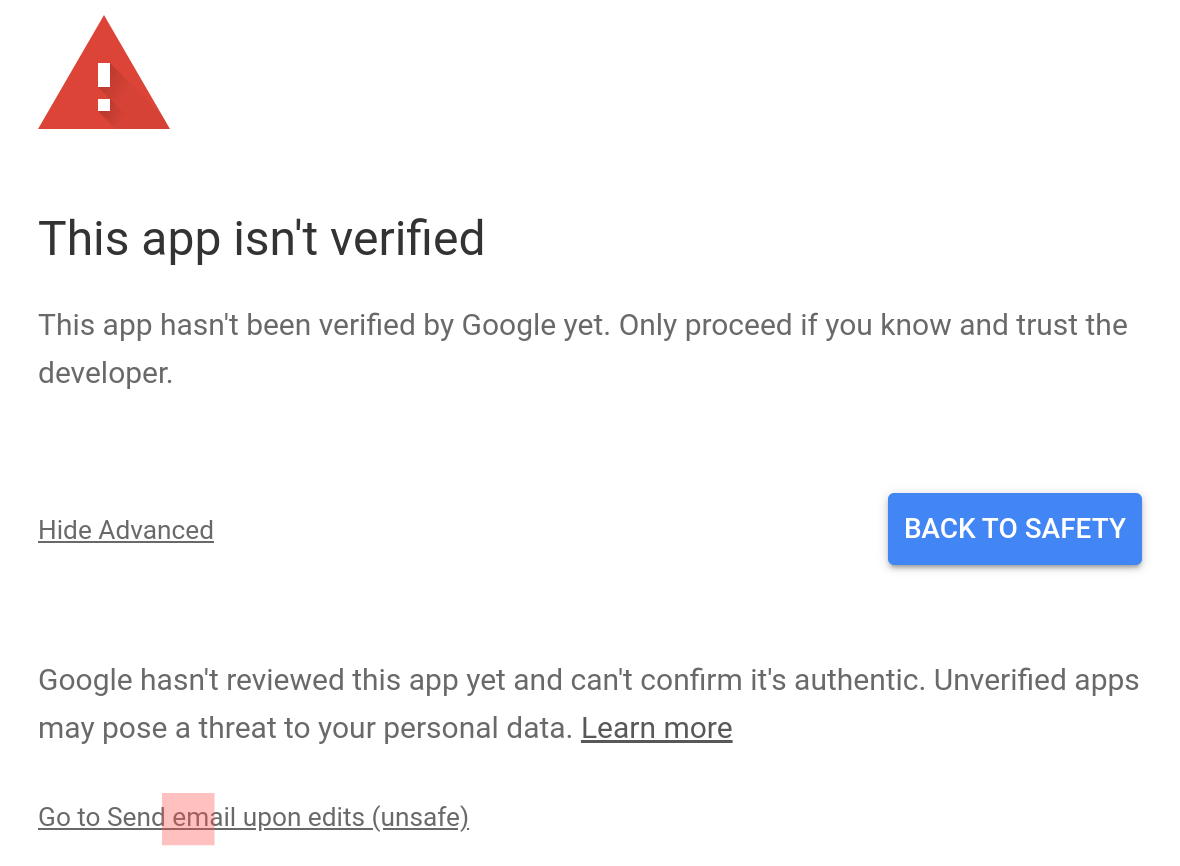 This app isn't verified
This app hasn't been verified by Google yet. Only proceed if you know and trust the
developer.
Hide Advanced
BACK TO SAFETY
Google hasn't reviewed this app yet and can't confirm it's authentic. Unverified apps
may pose a threat to your personal data. Learn more
Go to Send email upon edits (unsafe)